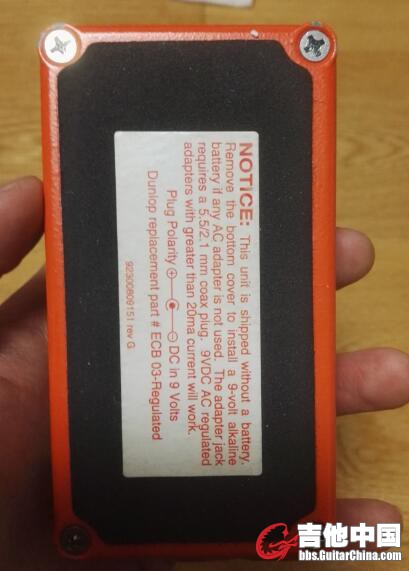 NOTICE: This unit is shipped without a battery.
Remove the bottom cover to install a 9-volt alkaline
battery if any AC adapter is not used. The adapter jack
requires a 5.5/2.1 mm coax plug. 9VDC AC regulated
adapters with greater than 20ma current will work.
Plug Polarity + - DC in 9 Volts
Dunlop replacement part # ECB 03-Regulated
92300809151 rev G
吉他中国
bbs.GuitarChina.com